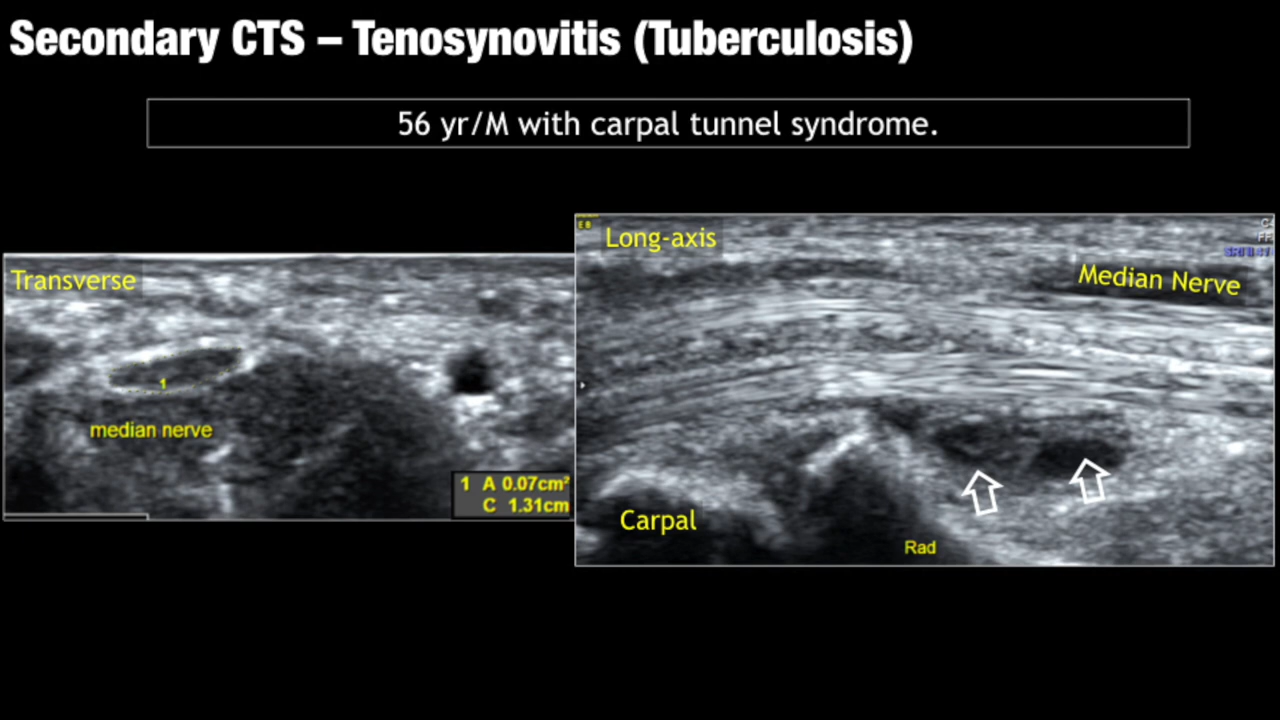 Secondary CTS – Tenosynovitis (Tuberculosis)
56 yr/M with carpal tunnel syndrome.
Transverse
1
median nerve
1 A 0.07cm²
C 1.31cm
Long-axis
Median Nerve
Carpal
Rad